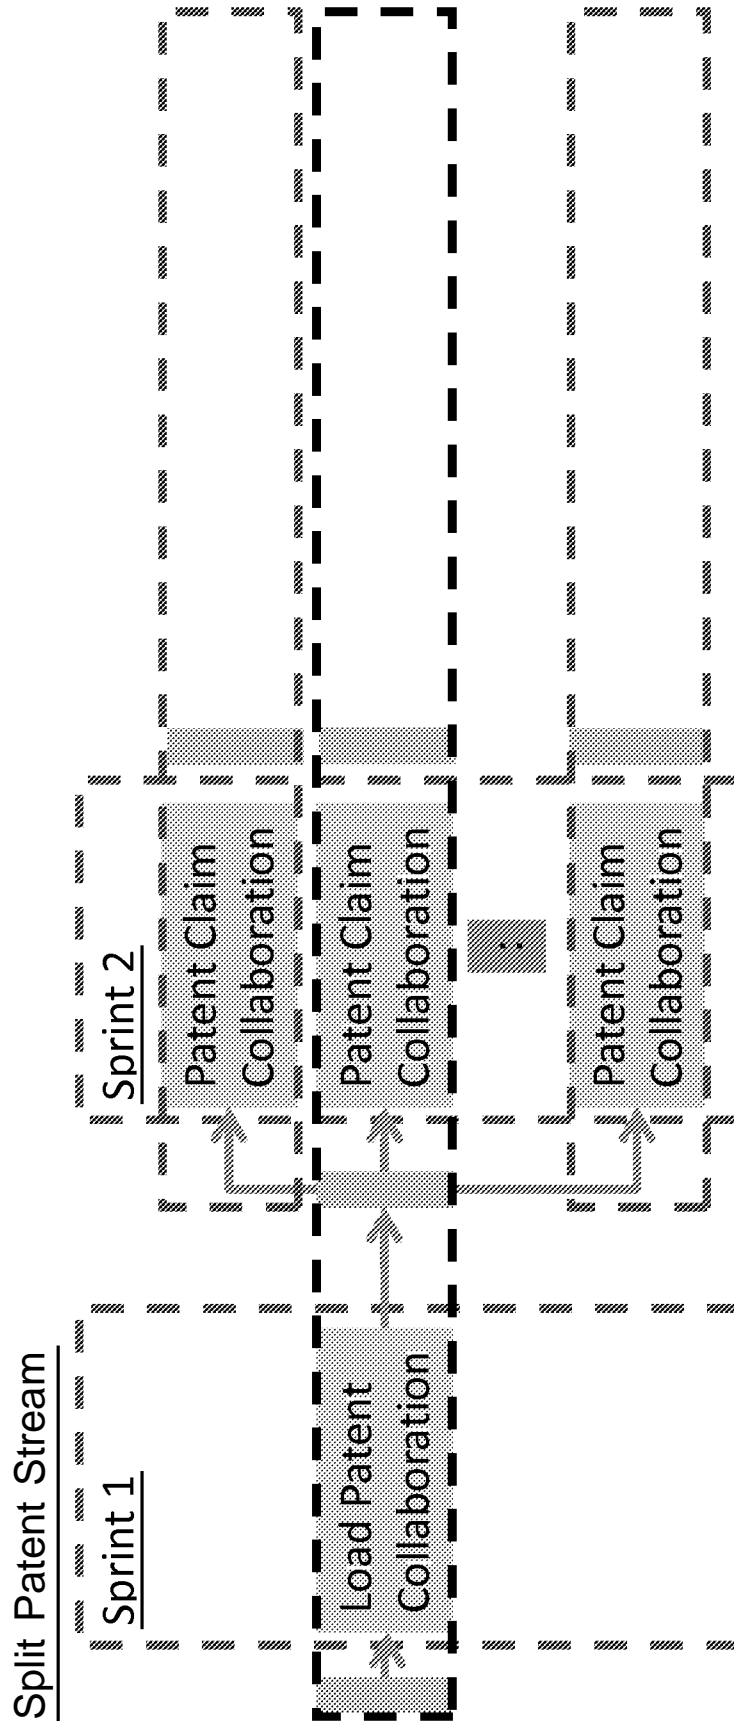 Split Patent Stream
Sprint 1
Load Patent
Collaboration
Sprint 2
Patent Claim
Collaboration
Patent Claim
Collaboration
...
Patent Claim
Collaboration